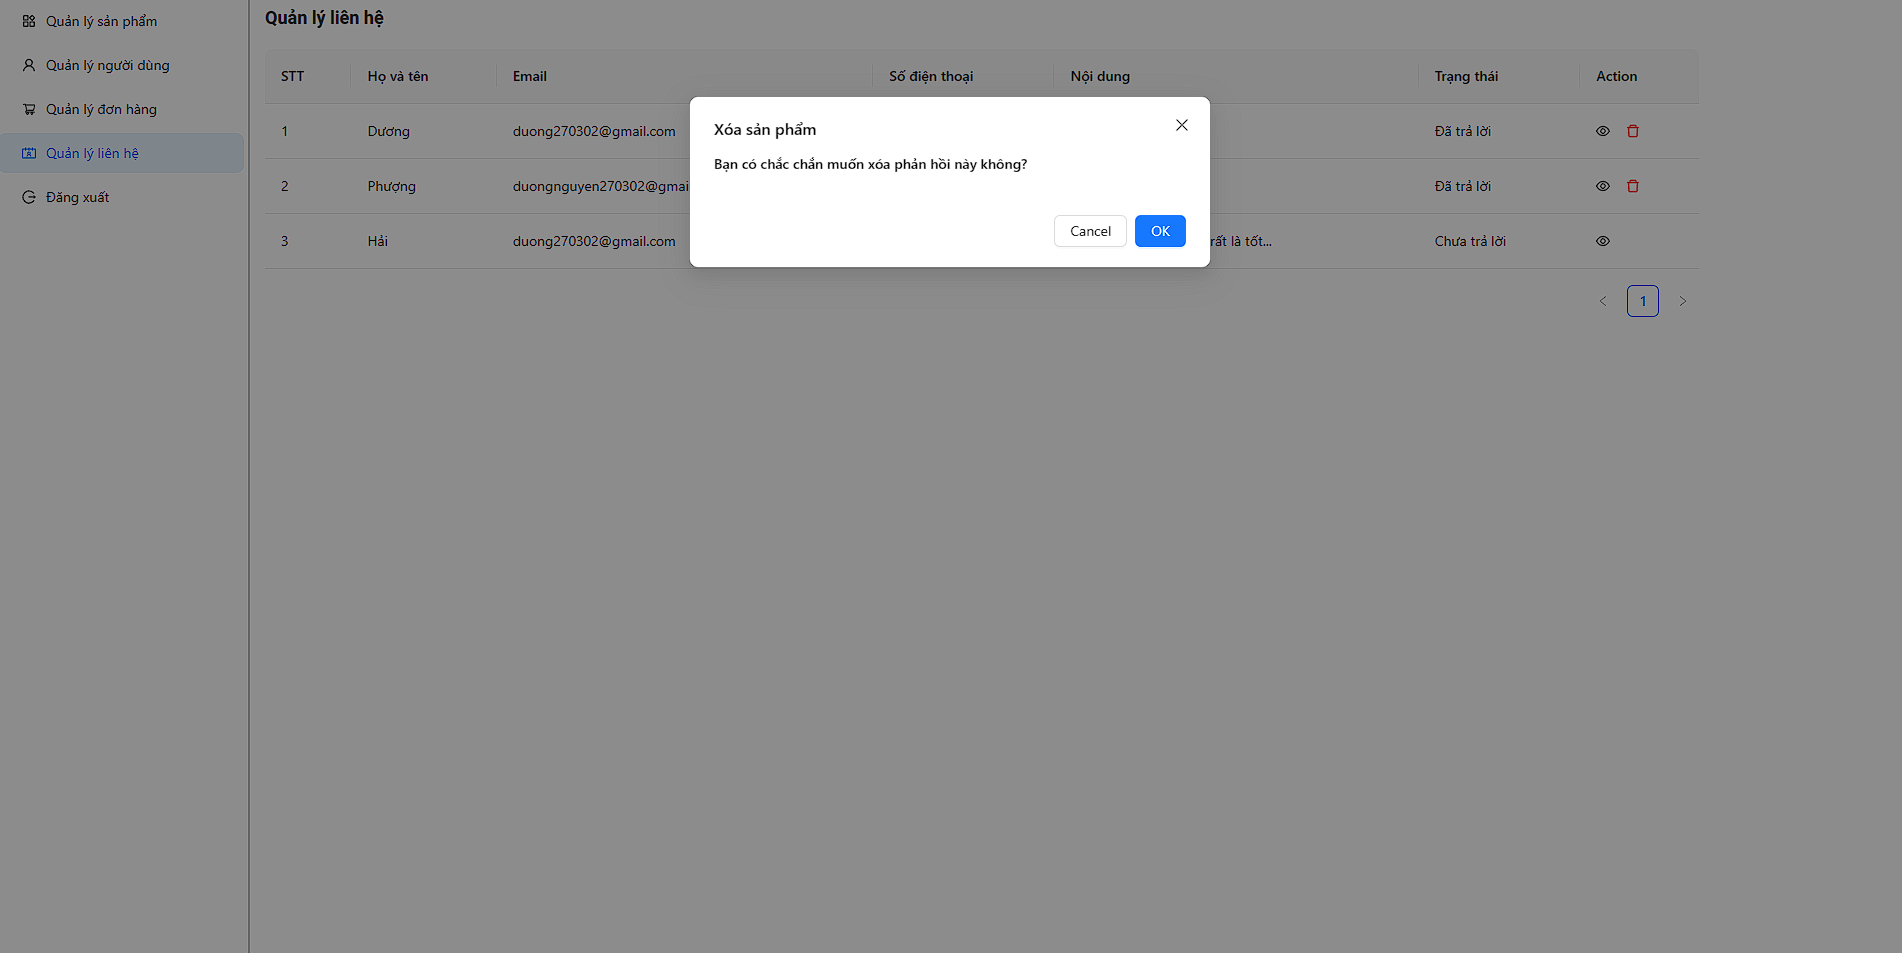 Quản lý sản phẩm
Quản lý người dùng
Quản lý đơn hàng
Quản lý liên hệ
Đăng xuất
Quản lý liên hệ
STT Họ và tên Email Số điện thoại Nội dung Trạng thái Action
1 Dương duong270302@gmail.com Đã trả lời
2 Phượng duongnguyen270302@gmai Đã trả lời
3 Hải duong270302@gmail.com rất là tốt... Chưa trả lời
1
Xóa sản phẩm
Bạn có chắc chắn muốn xóa phản hồi này không?
Cancel OK